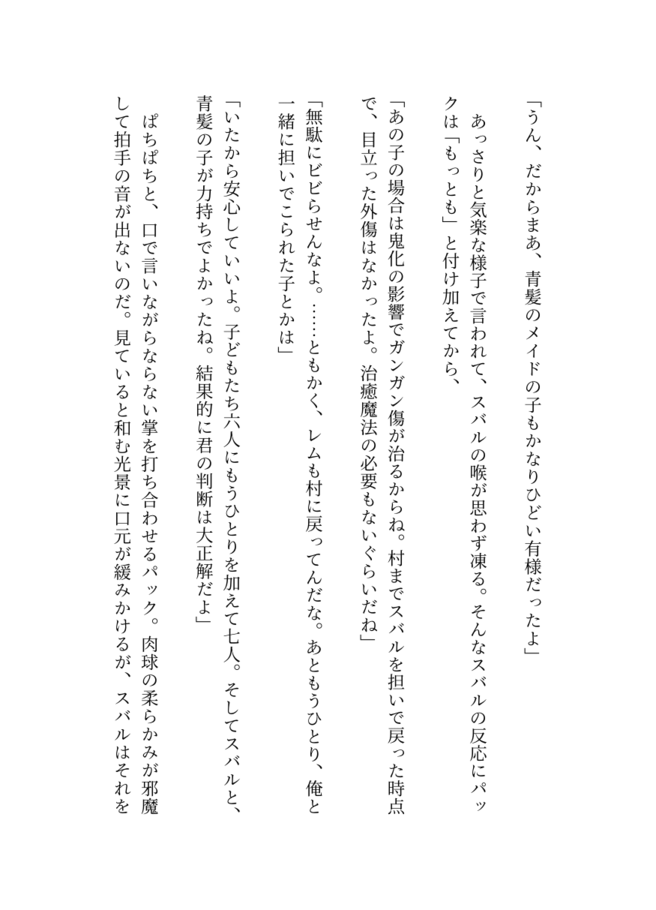 「うん、だからまあ、青髪のメイドの子もかなりひどい有様だったよ」
あっさりと気楽な様子で言われて、スバルの喉が思わず凍る。そんなスバルの反応にパッ
クは「もっとも」と付け加えてから、
「あの子の場合は鬼化の影響でガンガン傷が治るからね。村までスバルを担いで戻った時点
で、目立った外傷はなかったよ。治癒魔法の必要もないぐらいだね」
「無駄にビビらせんなよ。……ともかく、レムも村に戻ってんだな。あともうひとり、俺と
一緒に担いでこられた子とかは」
「いたから安心していいよ。子どもたち六人にもうひとりを加えて七人。そしてスバルと、
青髪の子が力持ちでよかったね。結果的に君の判断は大正解だよ」
ぱちぱちと、口で言いながらならない掌を打ち合わせるパック。肉球の柔らかみが邪魔
して拍手の音が出ないのだ。見ていると和む光景に口元が緩みかけるが、スバルはそれを